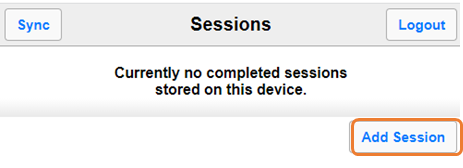 Sync Sessions Logout
Currently no completed sessions
stored on this device.
Add Session